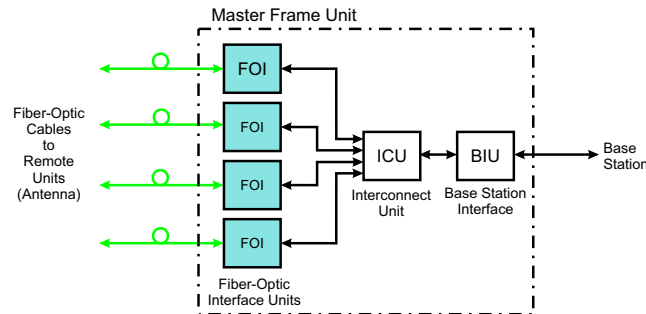 Master Frame Unit
FOI
FOI
FOI
FOI
Fiber-Optic
Cables
to
Remote
Units
(Antenna)
ICU
Interconnect
Unit
BIU
Base Station
Interface
Base
Station
Fiber-Optic
Interface Units